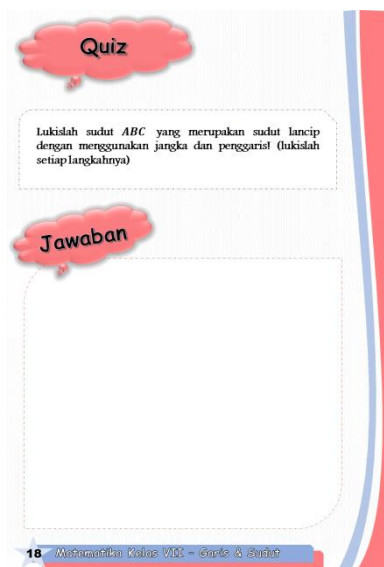 Quiz
Lukislah sudut ABC yang merupakan sudut lancip
dengan menggunakan jangka dan penggaris! (lukislah
setiap langkahnya)
Jawaban
18 Matematika Kelas VII – Garis & Sudut